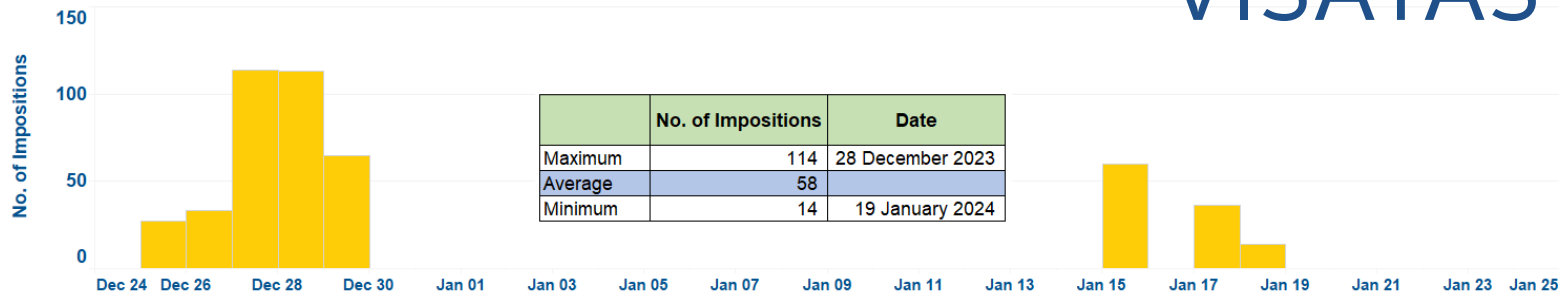 VISAYAS
150
100
50
0
No. of Impositions
No. of Impositions Date
Maximum 114 28 December 2023
Average 58
Minimum 14 19 January 2024
Dec 24 Dec 26 Dec 28 Dec 30 Jan 01 Jan 03 Jan 05 Jan 07 Jan 09 Jan 11 Jan 13 Jan 15 Jan 17 Jan 19 Jan 21 Jan 23 Jan 25